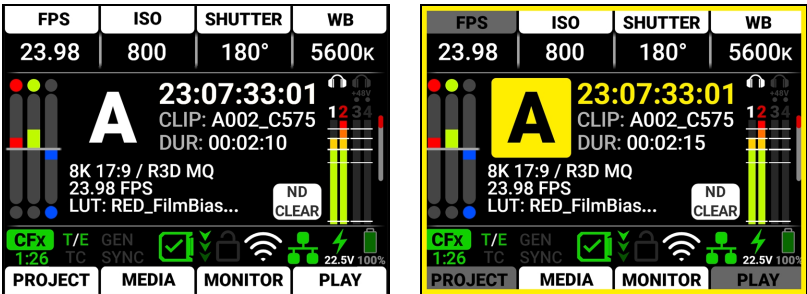 FPS ISO SHUTTER WB
23.98 800 180° 5600K
A
23:07:33:01
CLIP: A002_C575
DUR: 00:02:10
+48V
1 2 3 4
8K 17:9 / R3D MQ
23.98 FPS
LUT: RED_FilmBias...
ND
CLEAR
CFx T/E GEN
1:26 TC SYNC
22.5V 100%
PROJECT MEDIA MONITOR PLAY
FPS ISO SHUTTER WB
23.98 800 180° 5600K
A
23:07:33:01
CLIP: A002_C575
DUR: 00:02:15
+48V
1 2 3 4
8K 17:9 / R3D MQ
23.98 FPS
LUT: RED_FilmBias...
ND
CLEAR
CFx T/E GEN
1:26 TC SYNC
22.5V 100%
PROJECT MEDIA MONITOR PLAY